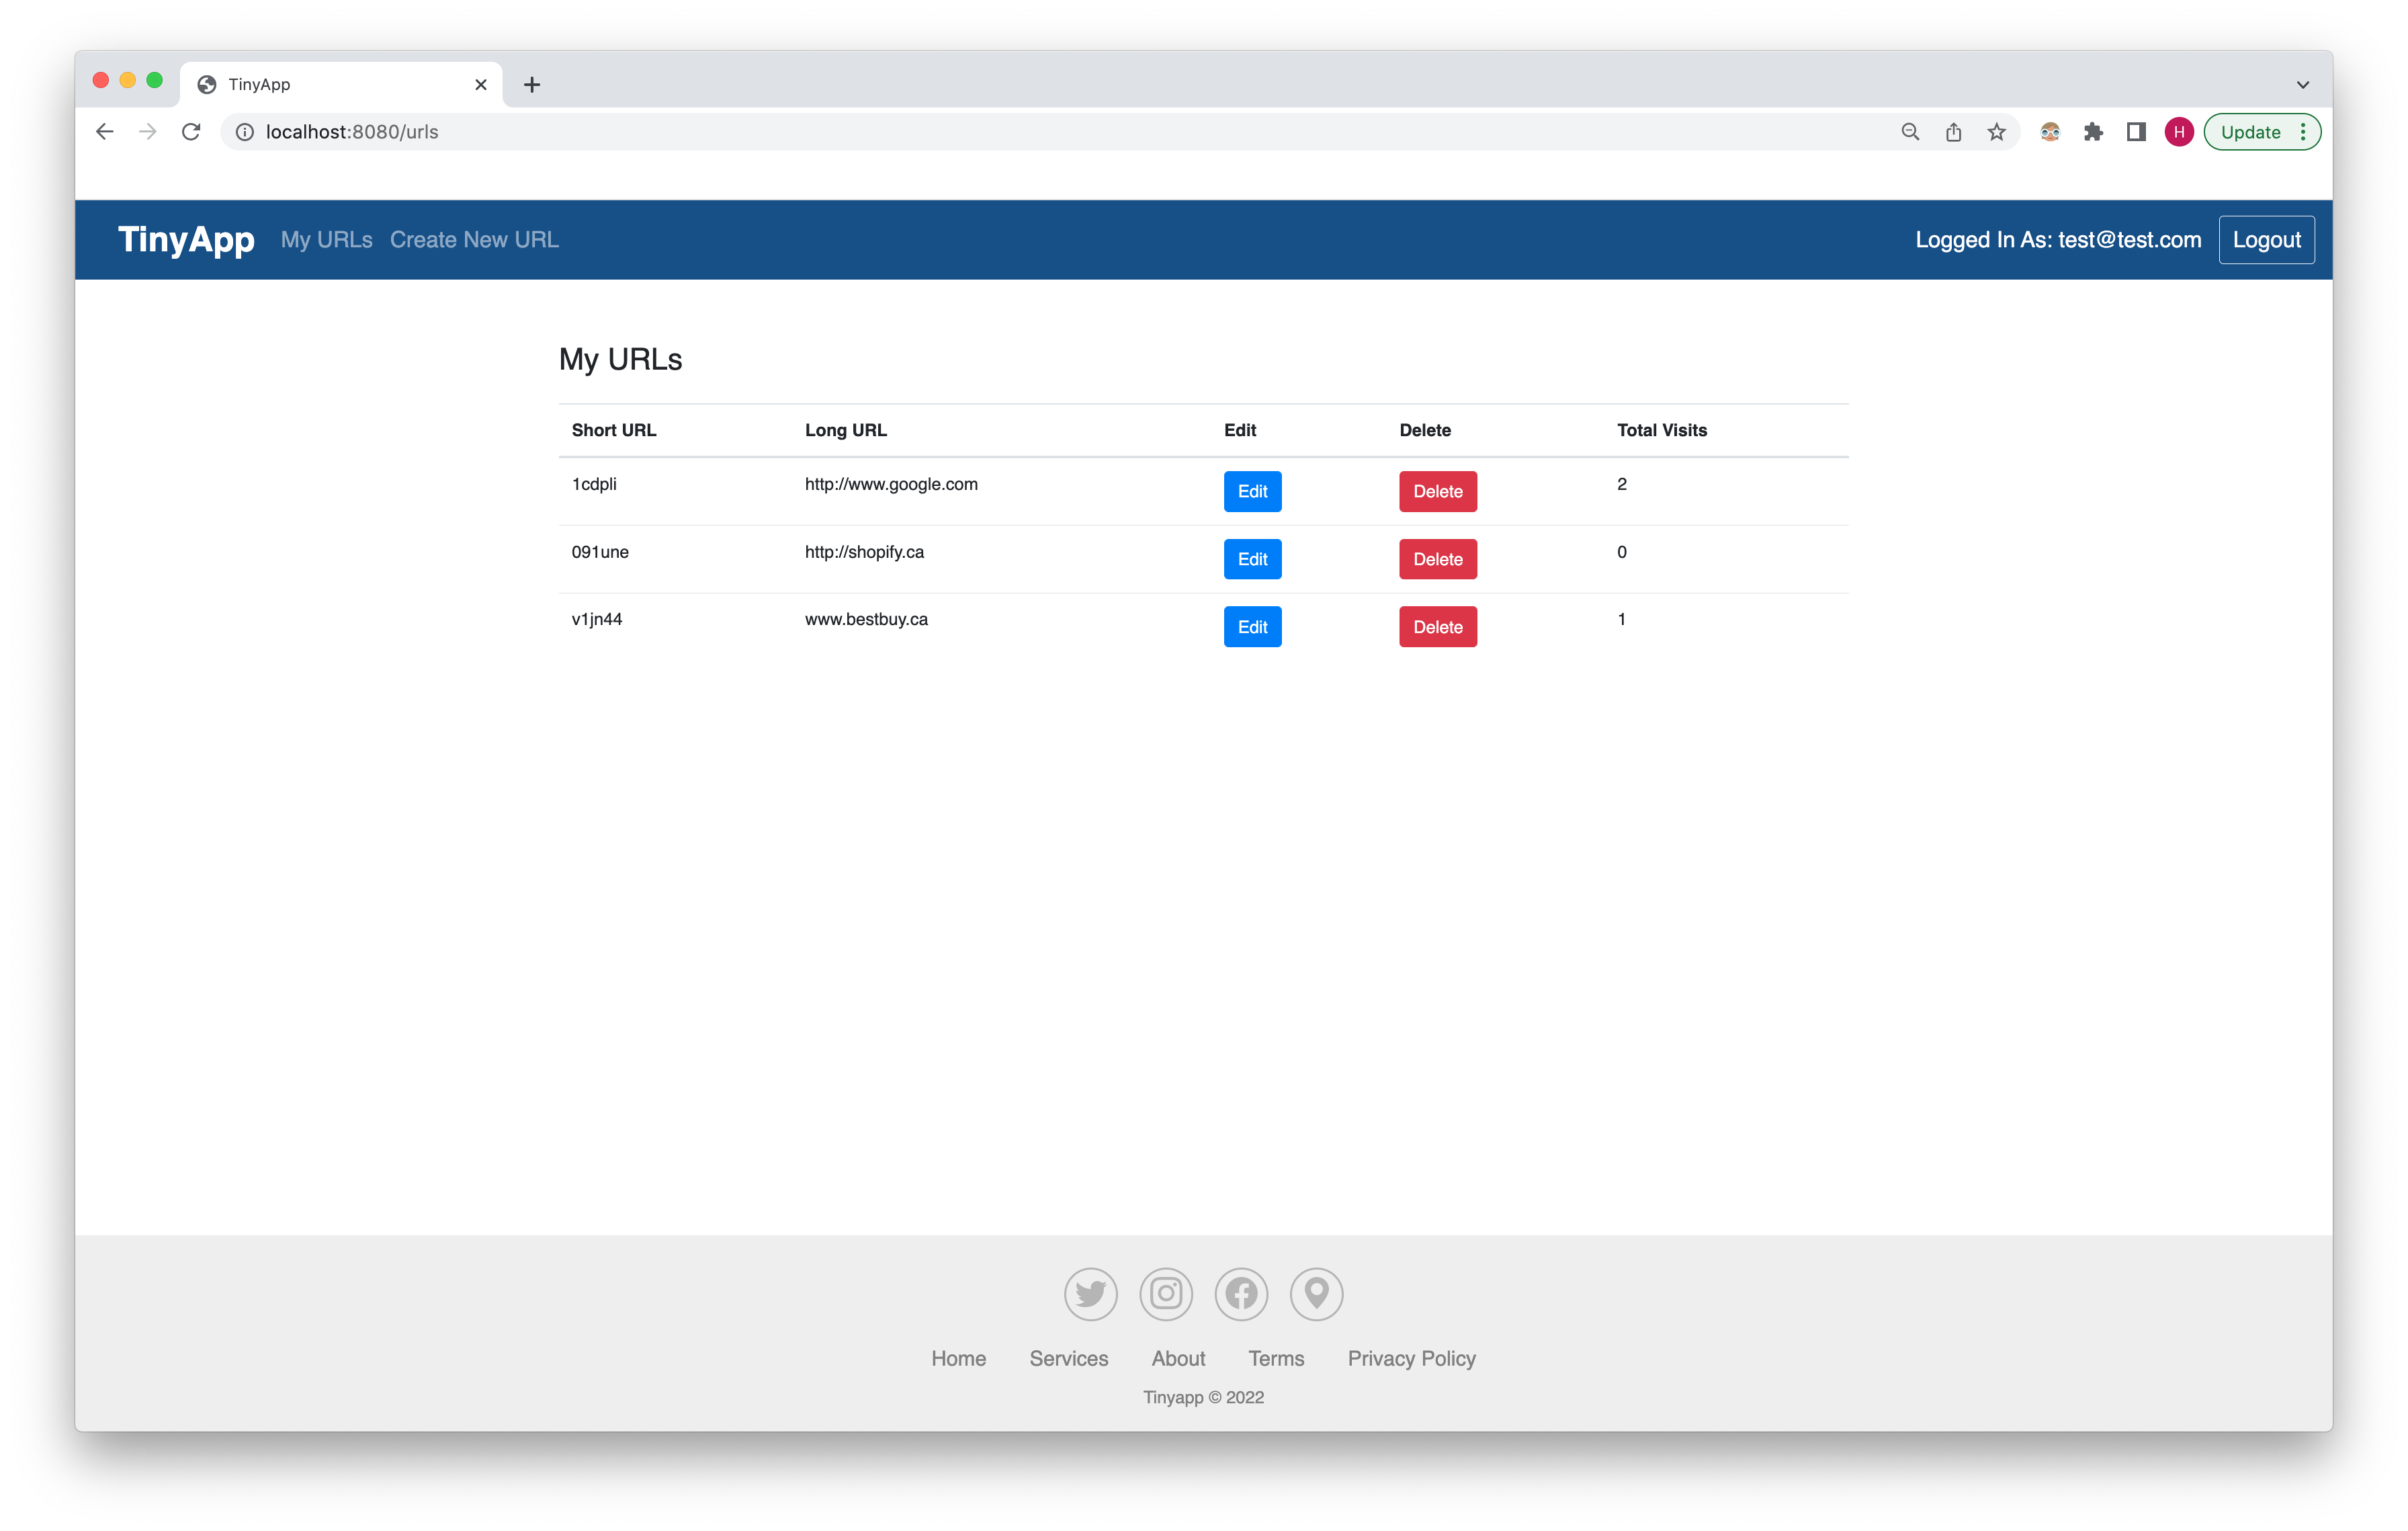 TinyApp
localhost:8080/urls
H
Update
TinyApp My URLs Create New URL Logged In As: test@test.com Logout
My URLs
Short URL Long URL Edit Delete Total Visits
1cdpli http://www.google.com Edit Delete 2
091une http://shopify.ca Edit Delete 0
v1jn44 www.bestbuy.ca Edit Delete 1
Home Services About Terms Privacy Policy
Tinyapp © 2022